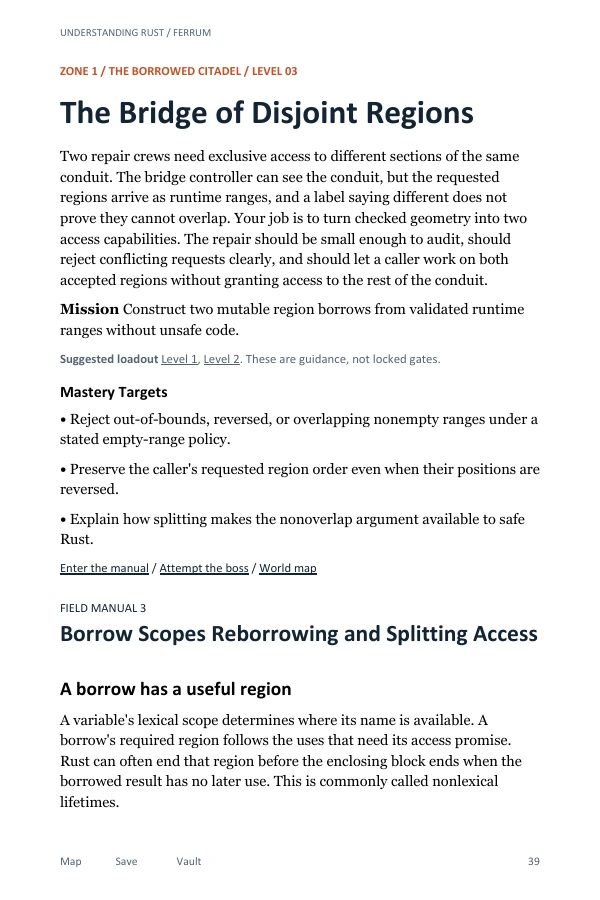 UNDERSTANDING RUST / FERRUM
ZONE 1 / THE BORROWED CITADEL / LEVEL 03
The Bridge of Disjoint Regions
Two repair crews need exclusive access to different sections of the same
conduit. The bridge controller can see the conduit, but the requested
regions arrive as runtime ranges, and a label saying different does not
prove they cannot overlap. Your job is to turn checked geometry into two
access capabilities. The repair should be small enough to audit, should
reject conflicting requests clearly, and should let a caller work on both
accepted regions without granting access to the rest of the conduit.
Mission Construct two mutable region borrows from validated runtime
ranges without unsafe code.
Suggested loadout Level 1, Level 2. These are guidance, not locked gates.
Mastery Targets
• Reject out-of-bounds, reversed, or overlapping nonempty ranges under a
stated empty-range policy.
• Preserve the caller's requested region order even when their positions are
reversed.
• Explain how splitting makes the nonoverlap argument available to safe
Rust.
Enter the manual / Attempt the boss / World map
FIELD MANUAL 3
Borrow Scopes Reborrowing and Splitting Access
A borrow has a useful region
A variable's lexical scope determines where its name is available. A
borrow's required region follows the uses that need its access promise.
Rust can often end that region before the enclosing block ends when the
borrowed result has no later use. This is commonly called nonlexical
lifetimes.
Map Save Vault 39